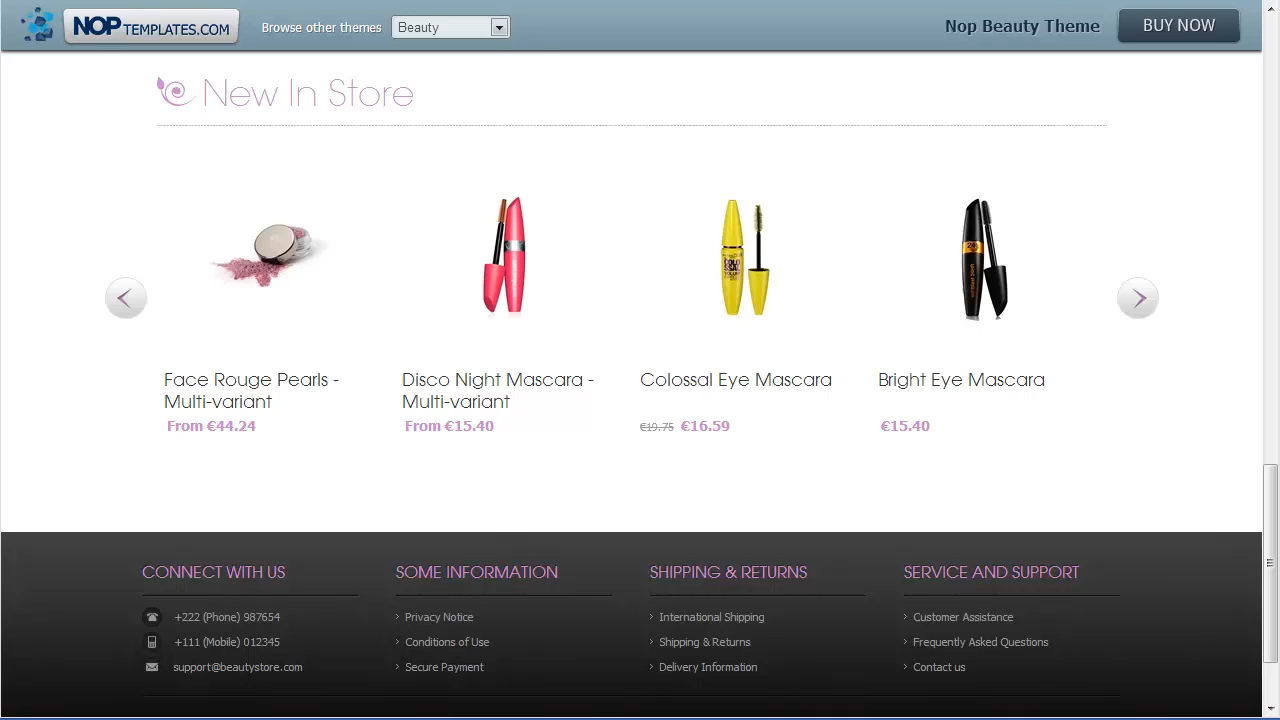 NOP TEMPLATES.COM
Browse other themes
Beauty
Nop Beauty Theme
BUY NOW
New In Store
Face Rouge Pearls -
Multi-variant
From €44.24
Disco Night Mascara -
Multi-variant
From €15.40
Colossal Eye Mascara
€19.75 €16.59
Bright Eye Mascara
€15.40
CONNECT WITH US
+222 (Phone) 987654
+111 (Mobile) 012345
support@beautystore.com
SOME INFORMATION
Privacy Notice
Conditions of Use
Secure Payment
SHIPPING & RETURNS
International Shipping
Shipping & Returns
Delivery Information
SERVICE AND SUPPORT
Customer Assistance
Frequently Asked Questions
Contact us